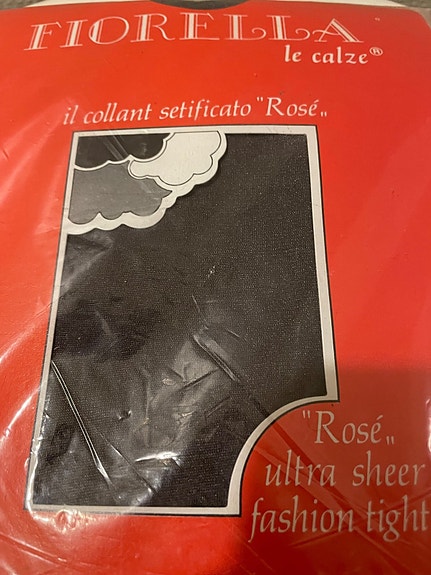 FIORELLA
le calze®
il collant setificato "Rosé„
"Rosé„
ultra sheer
fashion tight